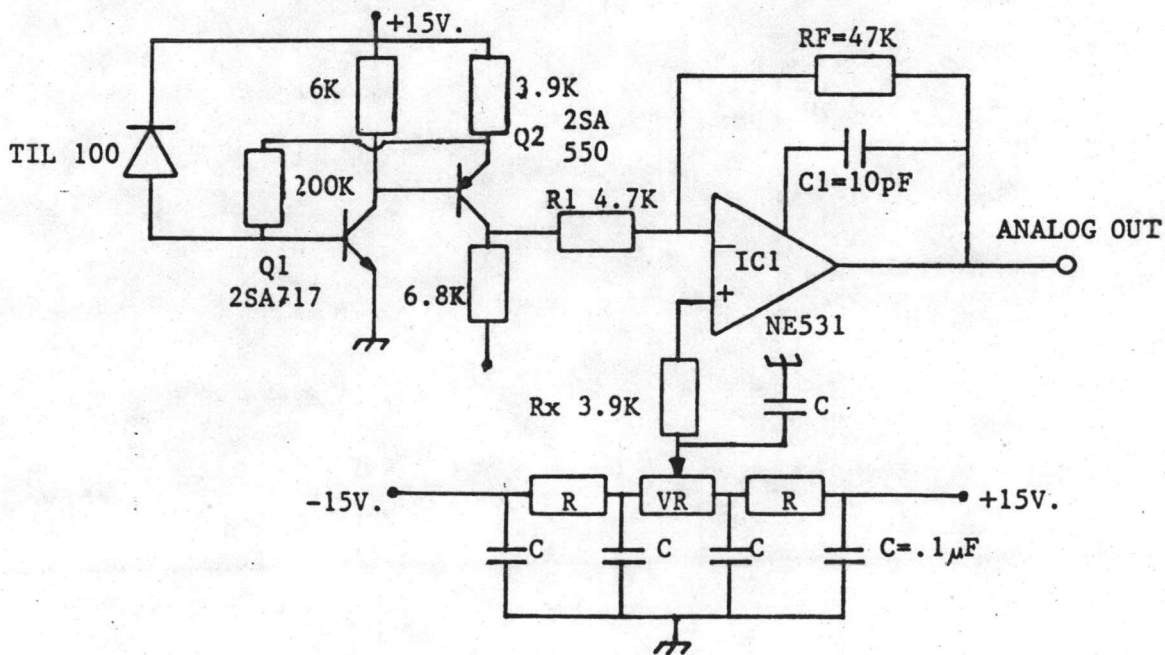 +15V.
RF=47K
6K
3.9K
2SA
550
Q2
TIL 100
200K
C1=10pF
R1 4.7K
ANALOG OUT
Q1
2SA717
6.8K
−
IC1
+
NE531
Rx 3.9K
C
-15V.
R
VR
R
+15V.
C
C
C
C=.1μF